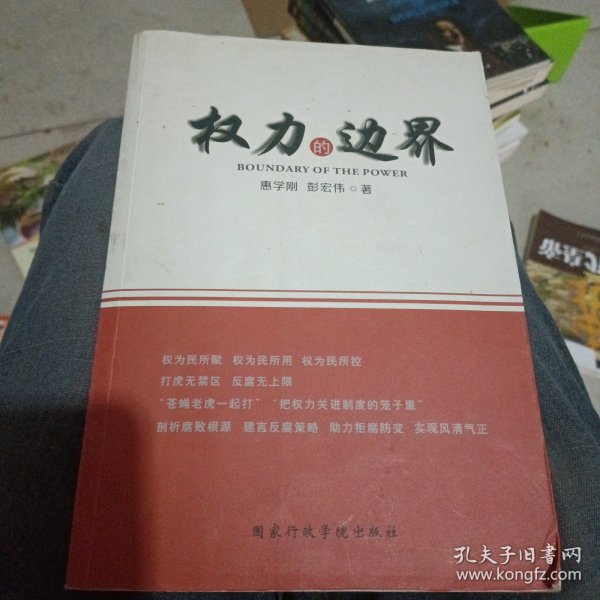 权力的边界
BOUNDARY OF THE POWER
惠学刚 彭宏伟 ○ 著
权为民所赋 权为民所用 权为民所控
打虎无禁区 反腐无上限
“苍蝇老虎一起打” “把权力关进制度的笼子里”
剖析腐败根源 建言反腐策略 助力拒腐防变 实现风清气正
国家行政学院出版社
代皇帝
孔夫子旧书网
www.kongfz.com